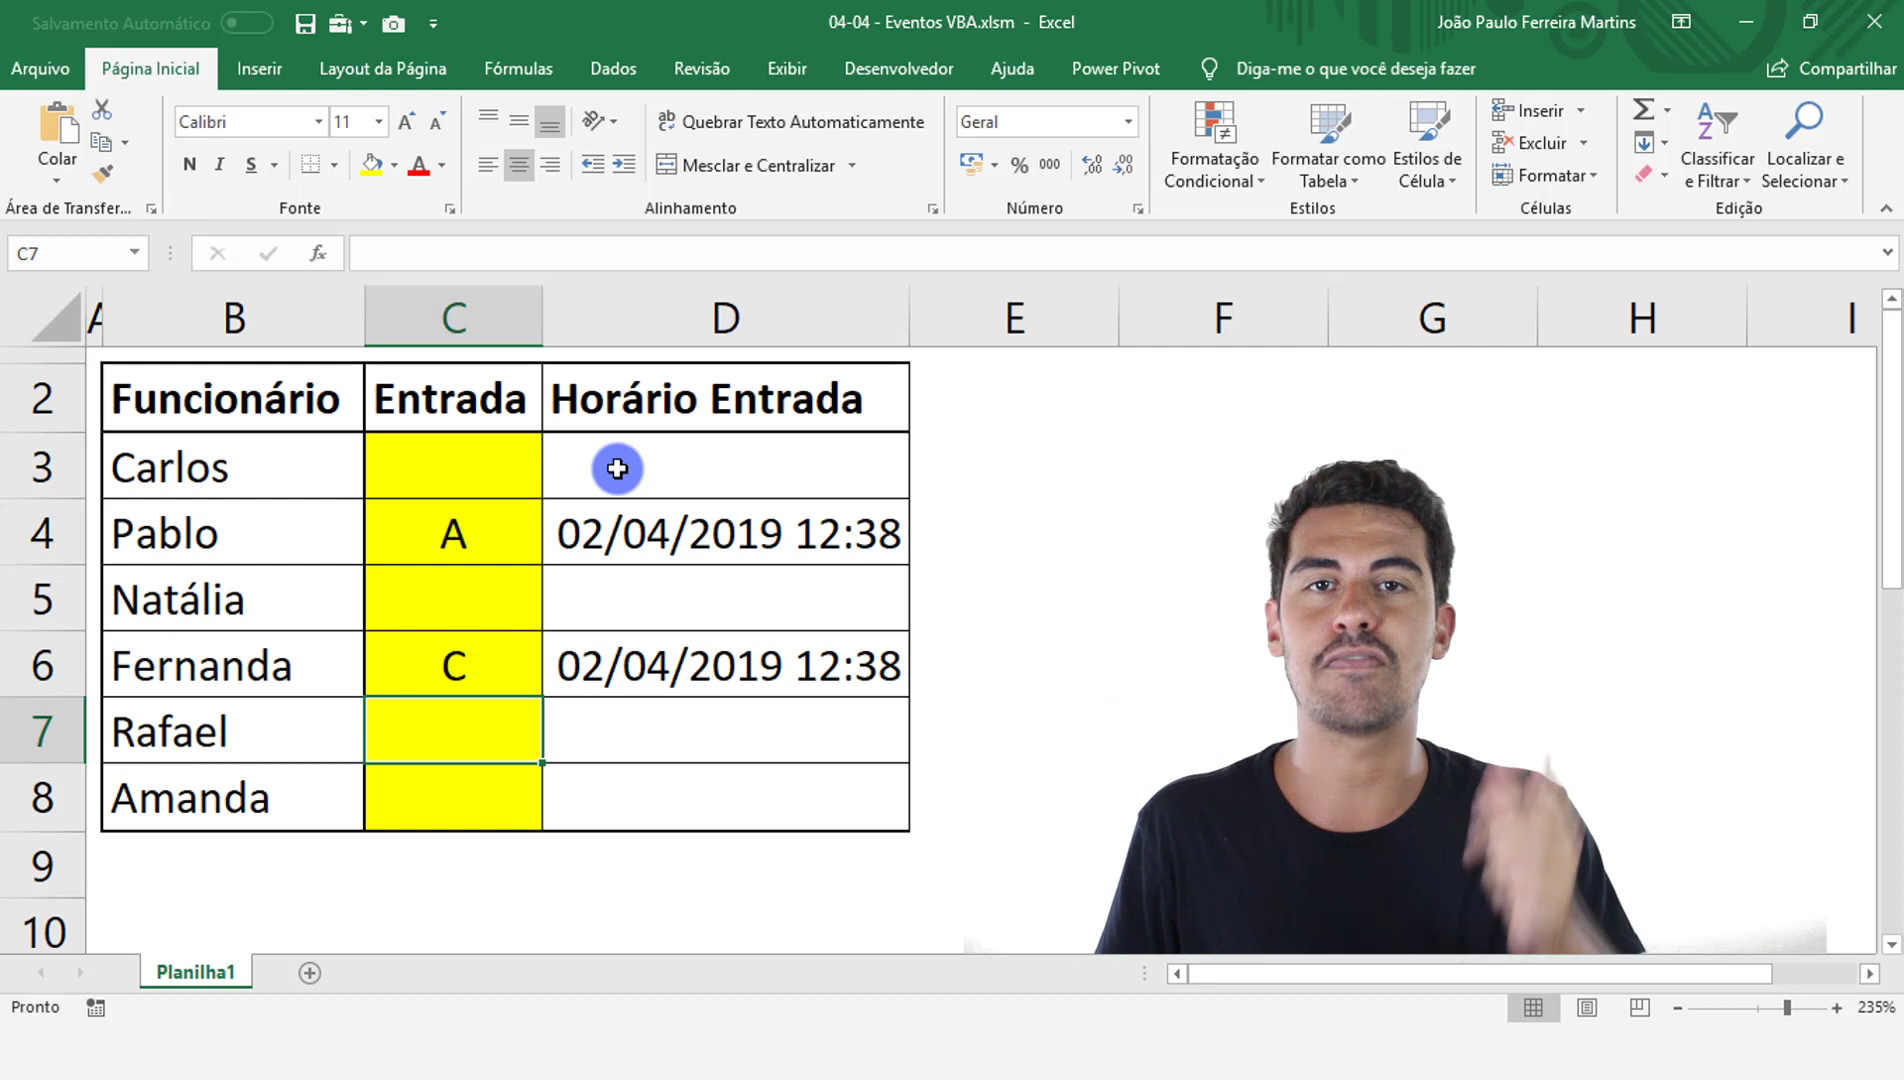 Salvamento Automático
04-04 - Eventos VBA.xlsm - Excel
João Paulo Ferreira Martins
Arquivo Página Inicial Inserir Layout da Página Fórmulas Dados Revisão Exibir Desenvolvedor Ajuda Power Pivot Diga-me o que você deseja fazer Compartilhar
Colar
Calibri 11
N I S
Quebrar Texto Automaticamente
Mesclar e Centralizar
Geral
% 000
Formatação Condicional
Formatar como Tabela
Estilos de Célula
Inserir
Excluir
Formatar
Classificar e Filtrar
Localizar e Selecionar
Área de Transfer... Fonte Alinhamento Número Estilos Células Edição
C7 fx
A B C D E F G H I
2 Funcionário Entrada Horário Entrada
3 Carlos
4 Pablo A 02/04/2019 12:38
5 Natália
6 Fernanda C 02/04/2019 12:38
7 Rafael
8 Amanda
9
10
Planilha1
Pronto 235%